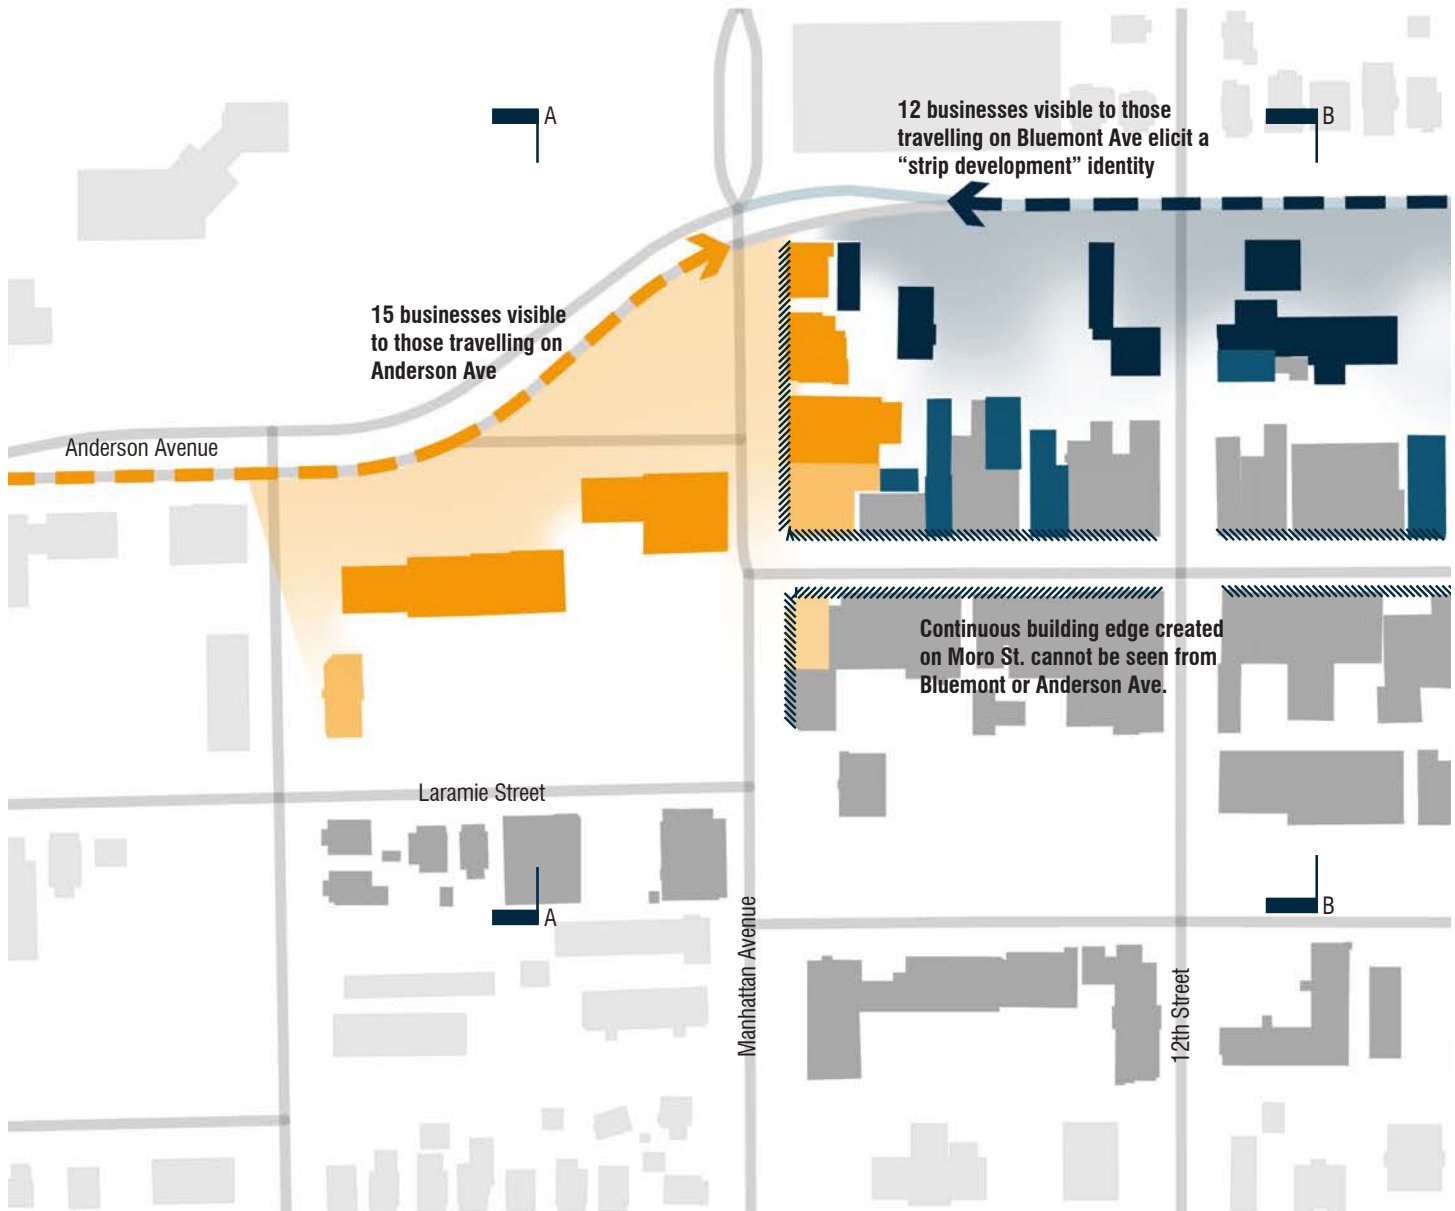 A
12 businesses visible to those
travelling on Bluemont Ave elicit a
“strip development” identity
B
15 businesses visible
to those travelling on
Anderson Ave
Anderson Avenue
Continuous building edge created
on Moro St. cannot be seen from
Bluemont or Anderson Ave.
Laramie Street
A
B
Manhattan Avenue
12th Street